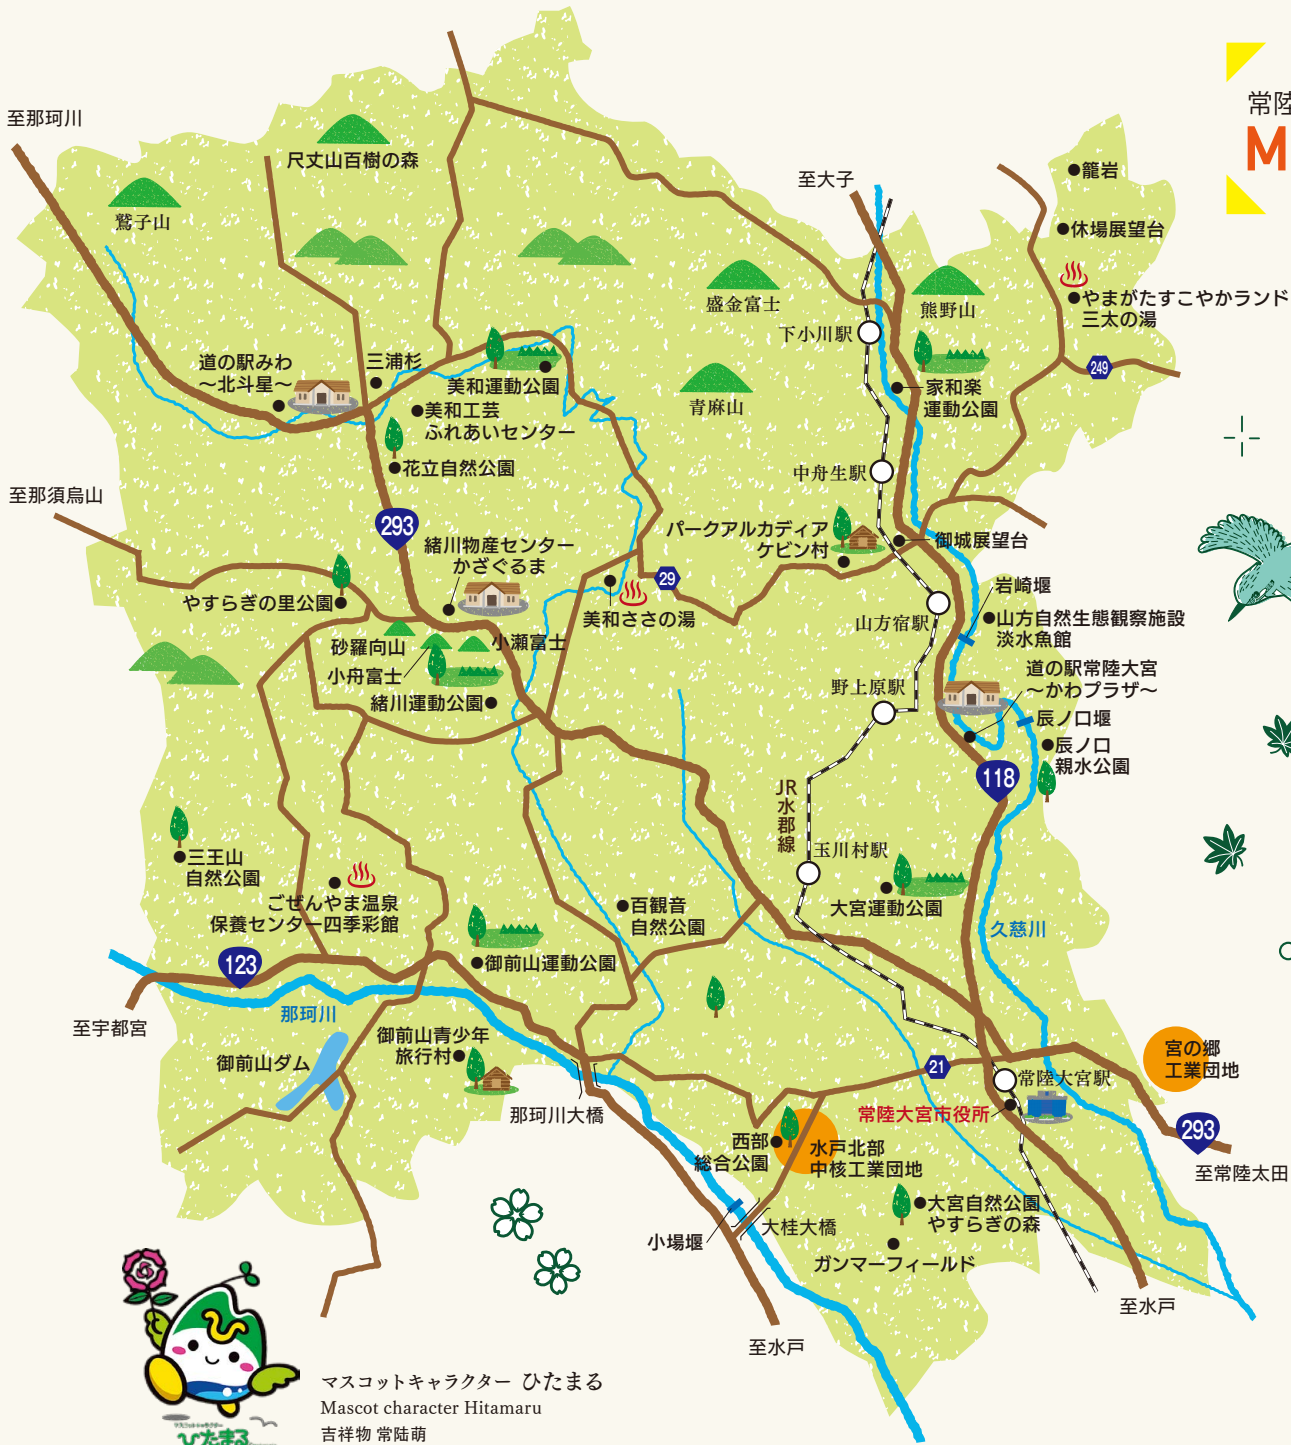 常陸
M
至那珂川
尺丈山百樹の森
鷲子山
至大子
籠岩
休場展望台
やまがたすこやかランド
三太の湯
盛金富士
熊野山
下小川駅
道の駅みわ
～北斗星～
三浦杉
美和運動公園
249
青麻山
家和楽
運動公園
美和工芸
ふれあいセンター
花立自然公園
中舟生駅
至那須烏山
293
パークアルカディア
ケビン村
御城展望台
緒川物産センター
かざぐるま
29
岩崎堰
やすらぎの里公園
美和ささの湯
山方宿駅
山方自然生態観察施設
淡水魚館
砂羅向山
小瀬富士
小舟富士
緒川運動公園
野上原駅
道の駅常陸大宮
～かわプラザ～
辰ノ口堰
辰ノ口
親水公園
118
JR水郡線
玉川村駅
三王山
自然公園
ごぜんやま温泉
保養センター四季彩館
百観音
自然公園
大宮運動公園
久慈川
123
御前山運動公園
至宇都宮
那珂川
御前山青少年
旅行村
御前山ダム
21
宮の郷
工業団地
常陸大宮駅
那珂川大橋
常陸大宮市役所
293
西部
総合公園
水戸北部
中核工業団地
至常陸太田
大宮自然公園
やすらぎの森
大桂大橋
小場堰
ガンマーフィールド
至水戸
至水戸
マスコットキャラクター ひたまる
Mascot character Hitamaru
吉祥物 常陆萌
マスコットキャラクター
ひたまる